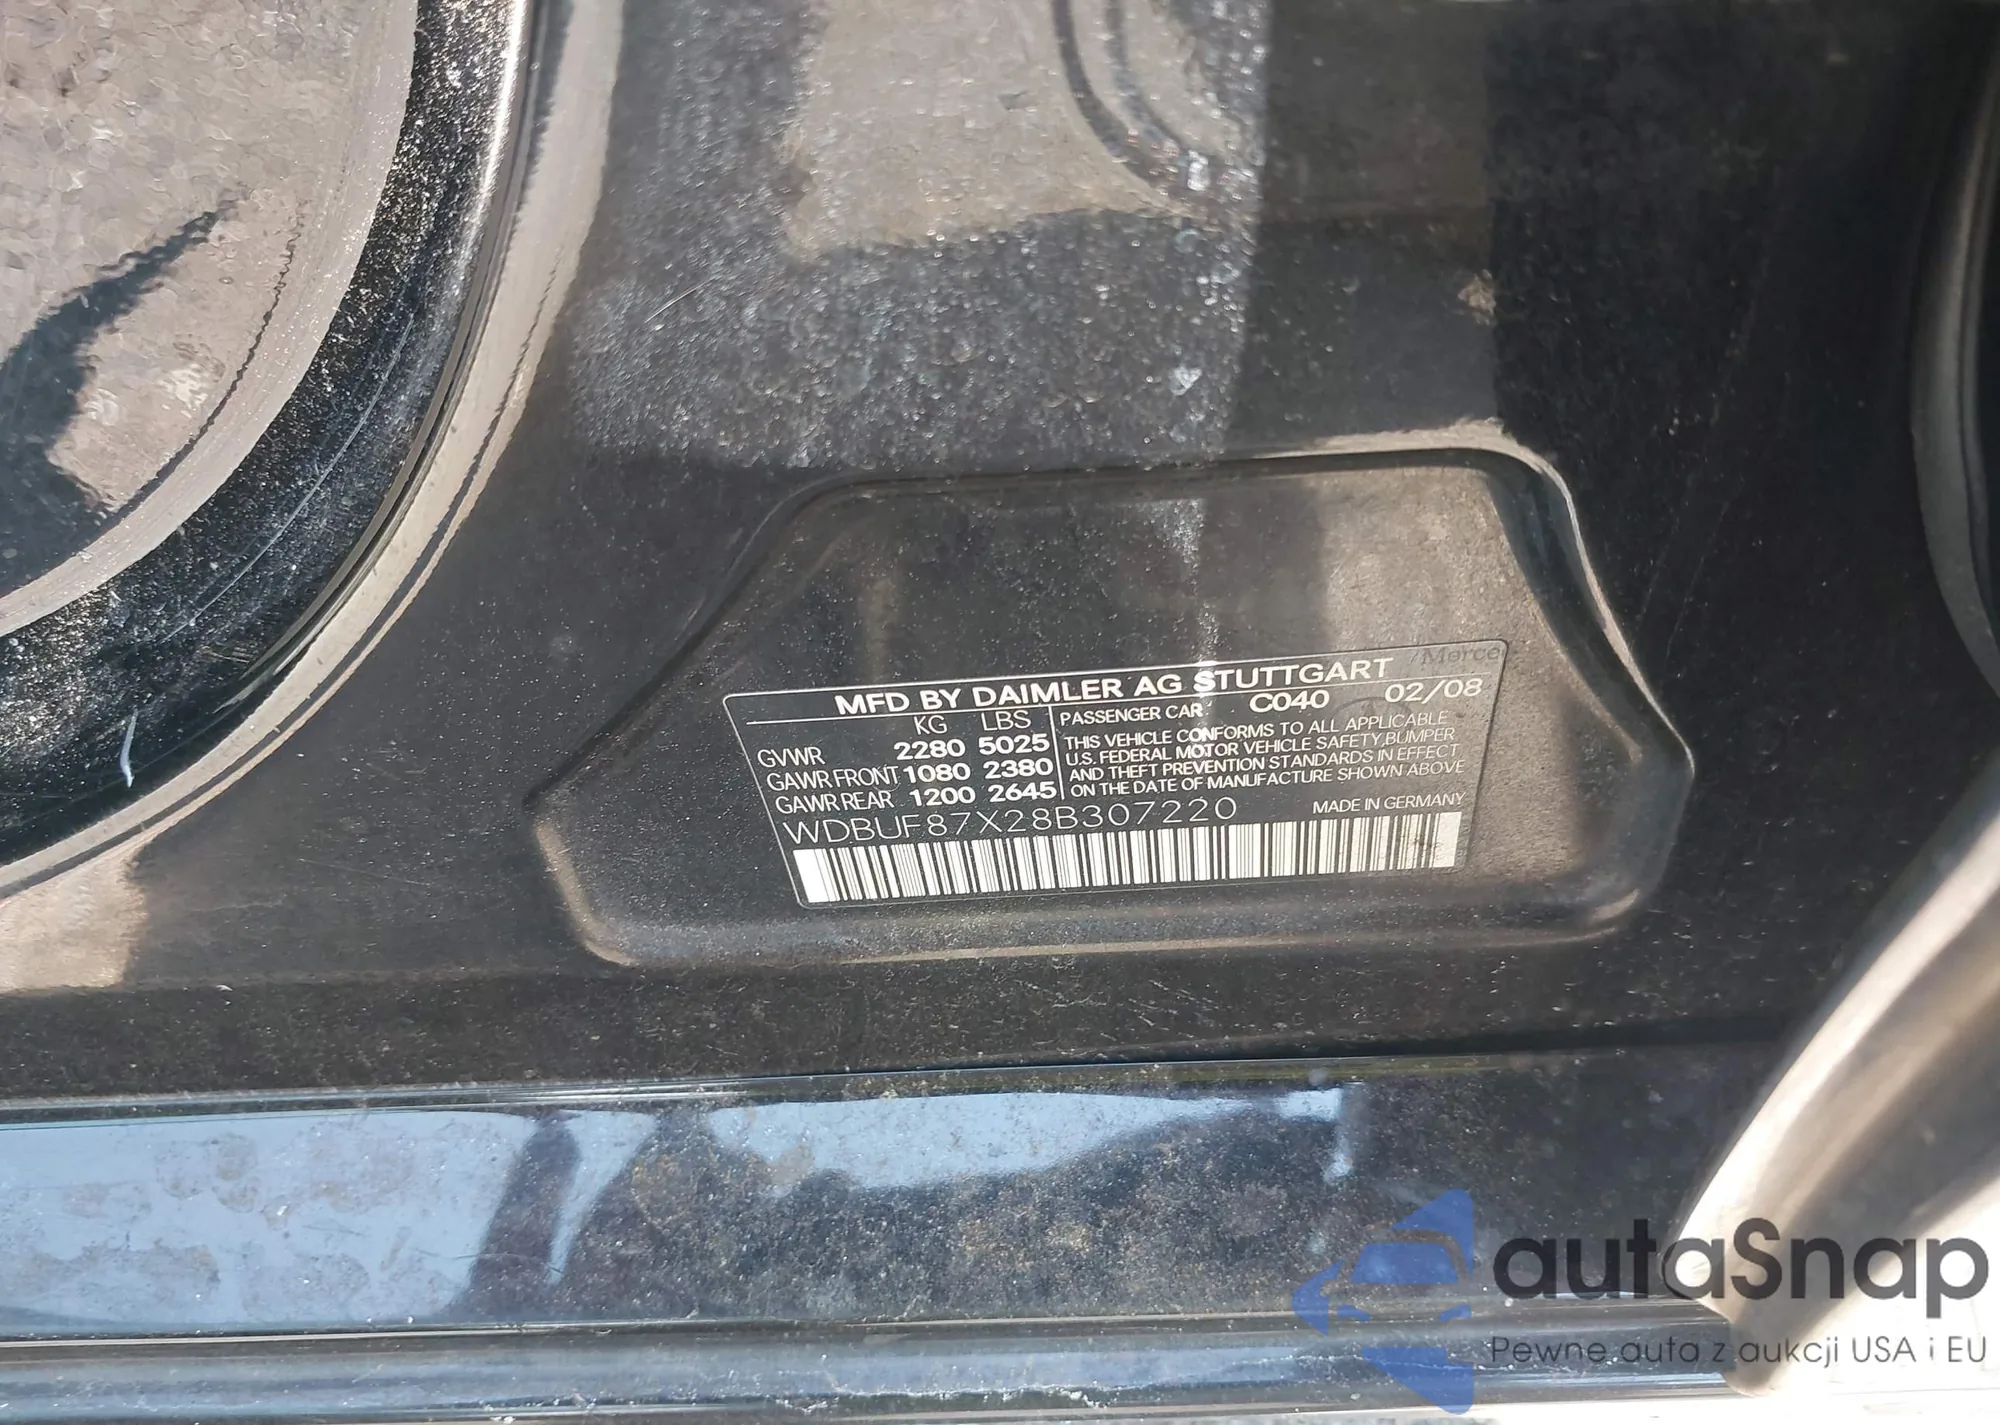 /Merce
MFD BY DAIMLER AG STUTTGART
KG LBS PASSENGER CAR C040 02/08
GVWR 2280 5025
GAWR FRONT 1080 2380
GAWR REAR 1200 2645
THIS VEHICLE CONFORMS TO ALL APPLICABLE
U.S. FEDERAL MOTOR VEHICLE SAFETY,BUMPER
AND THEFT PREVENTION STANDARDS IN EFFECT
ON THE DATE OF MANUFACTURE SHOWN ABOVE
WDBUF87X28B307220 MADE IN GERMANY
autaSnap
Pewne auta z aukcji USA i EU